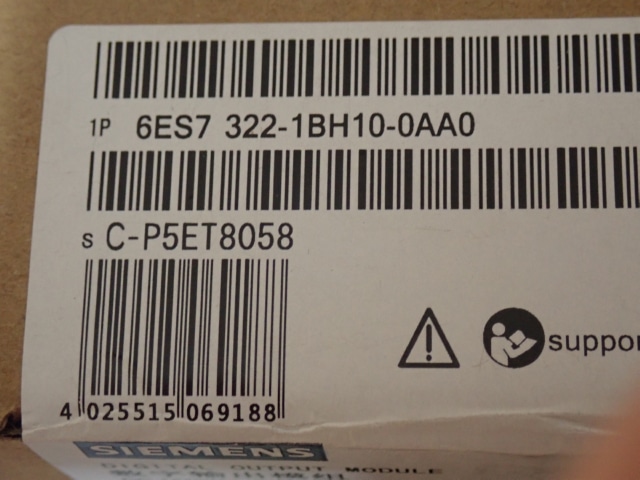 1P 6ES7 322-1BH10-0AA0
S C-P5ET8058
suppor
4 025515 069188
SIEMENS
DIGITAL OUTPUT MODULE